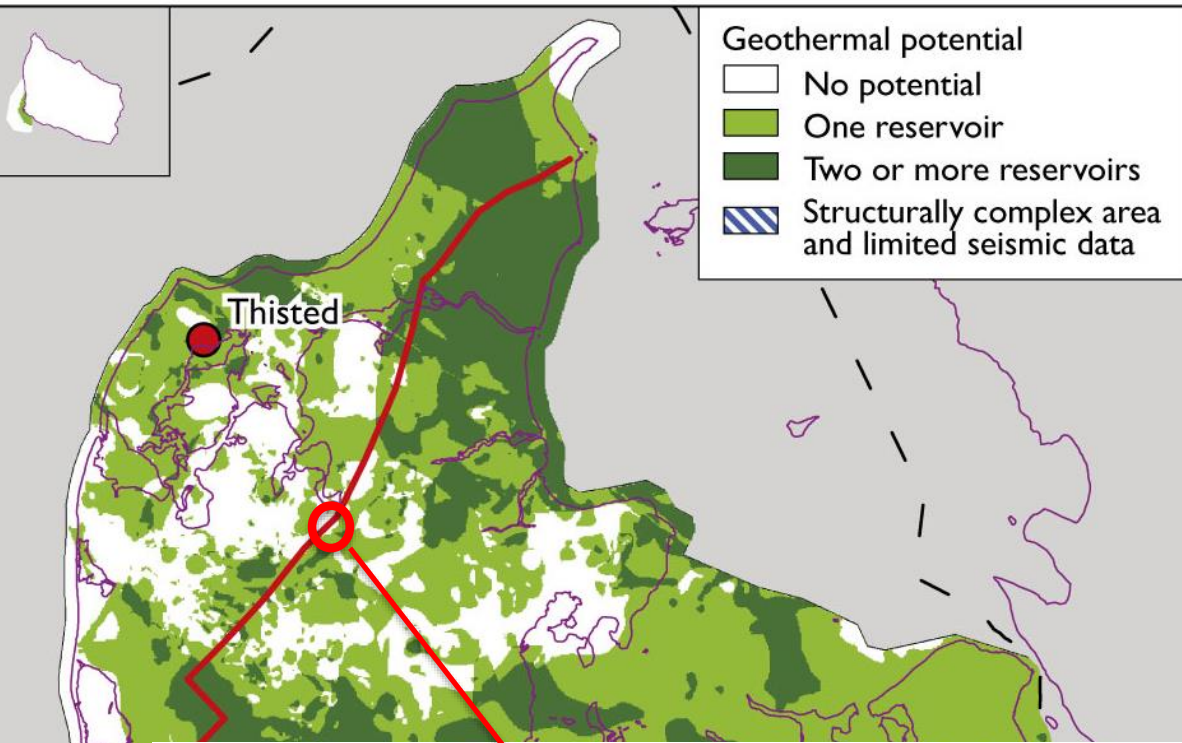 Geothermal potential
No potential
One reservoir
Two or more reservoirs
Structurally complex area
and limited seismic data
Thisted